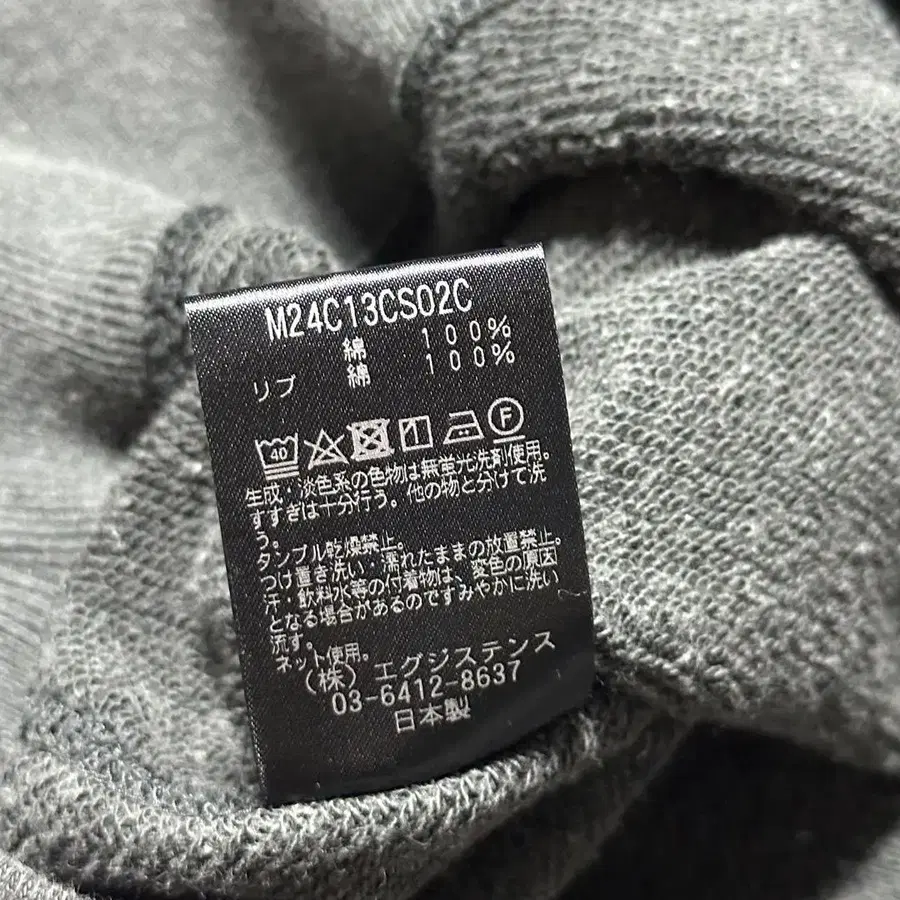 M24C13CS02C
綿 100%
リブ 綿 100%
40 F
生成・淡色系の色物は無蛍光洗剤使用。
すすぎは十分行う。他の物と分けて洗
う。
タンブル乾燥禁止。
つけ置き洗い・濡れたままの放置禁止。
汗・飲料水等の付着物は、変色の原因
となる場合があるのですみやかに洗い
流す。
ネット使用。
(株) エグジステンス
03-6412-8637
日本製